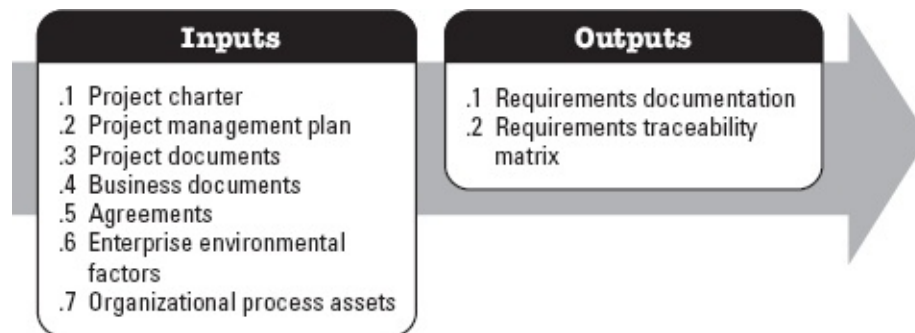 Inputs
.1 Project charter
.2 Project management plan
.3 Project documents
.4 Business documents
.5 Agreements
.6 Enterprise environmental
factors
.7 Organizational process assets
Outputs
.1 Requirements documentation
.2 Requirements traceability
matrix